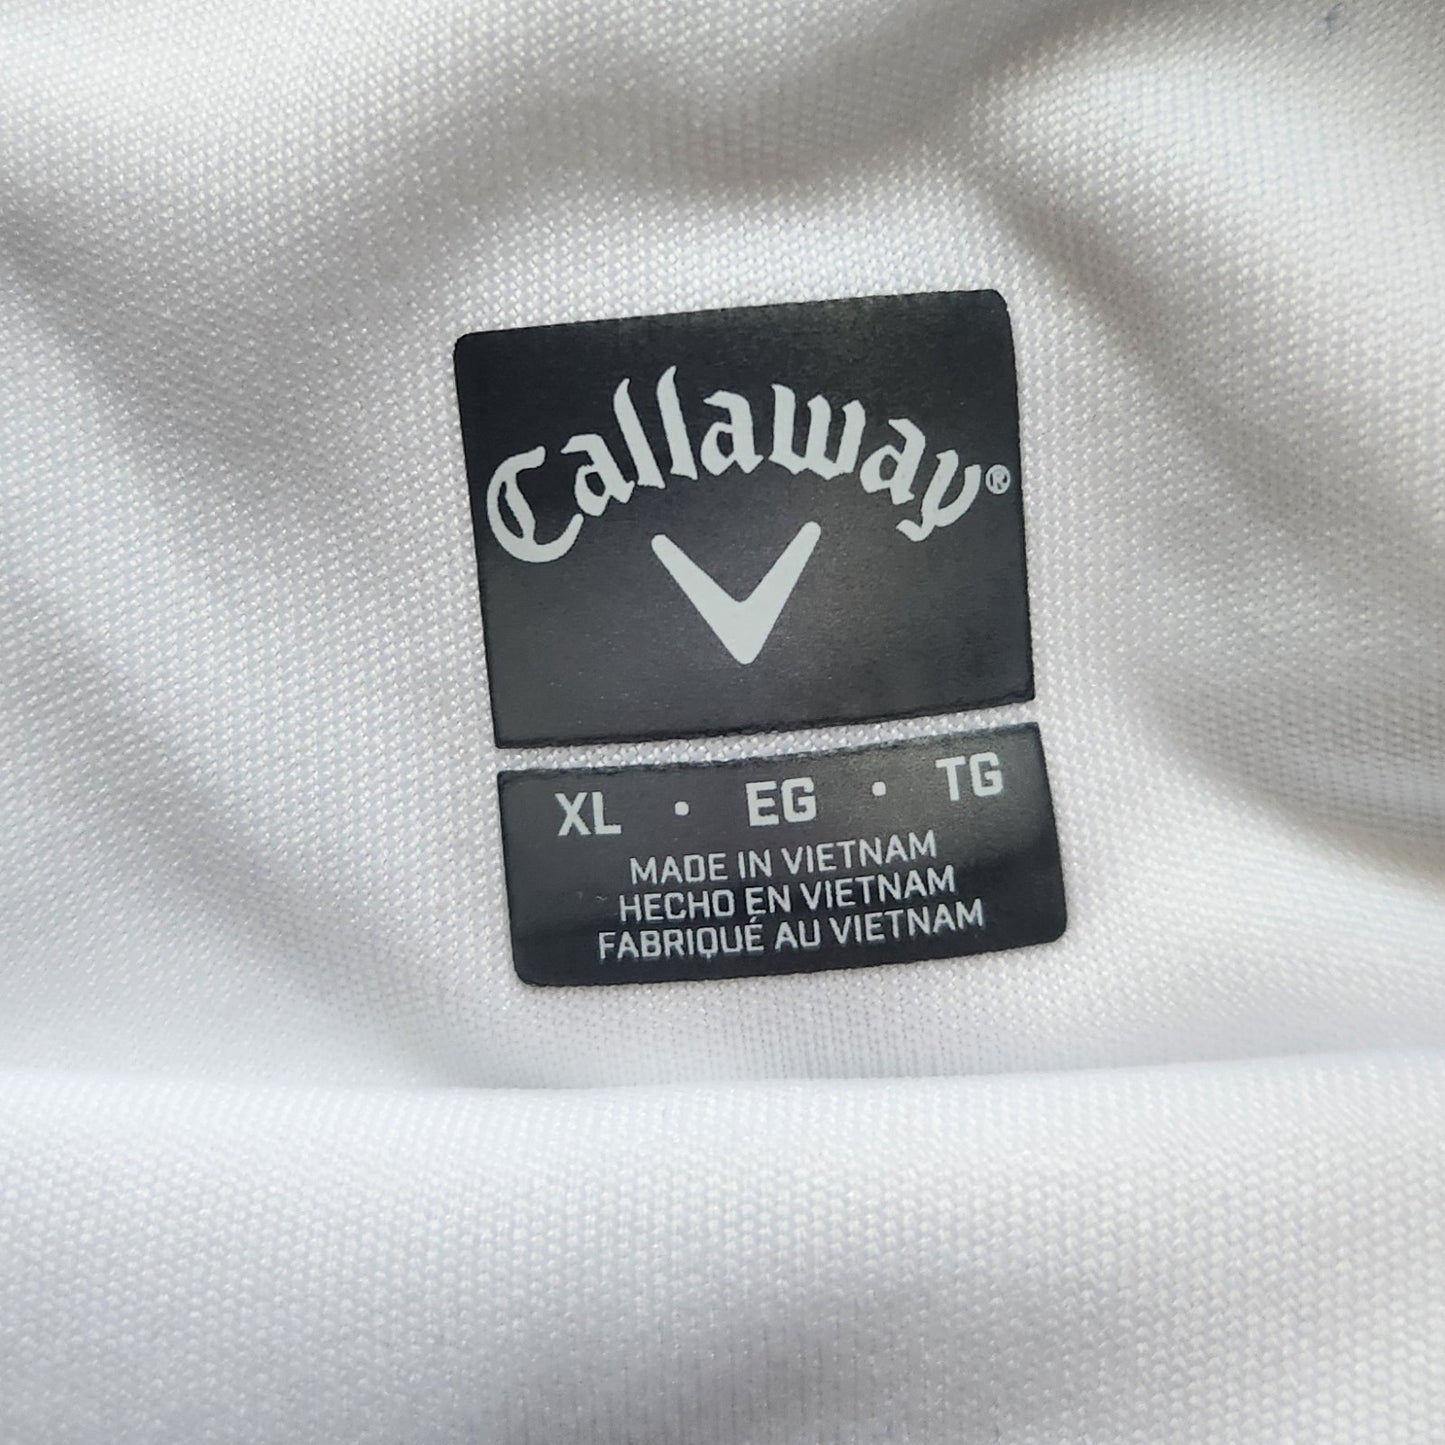 Callaway®
XL • EG • TG
MADE IN VIETNAM
HECHO EN VIETNAM
FABRIQUÉ AU VIETNAM